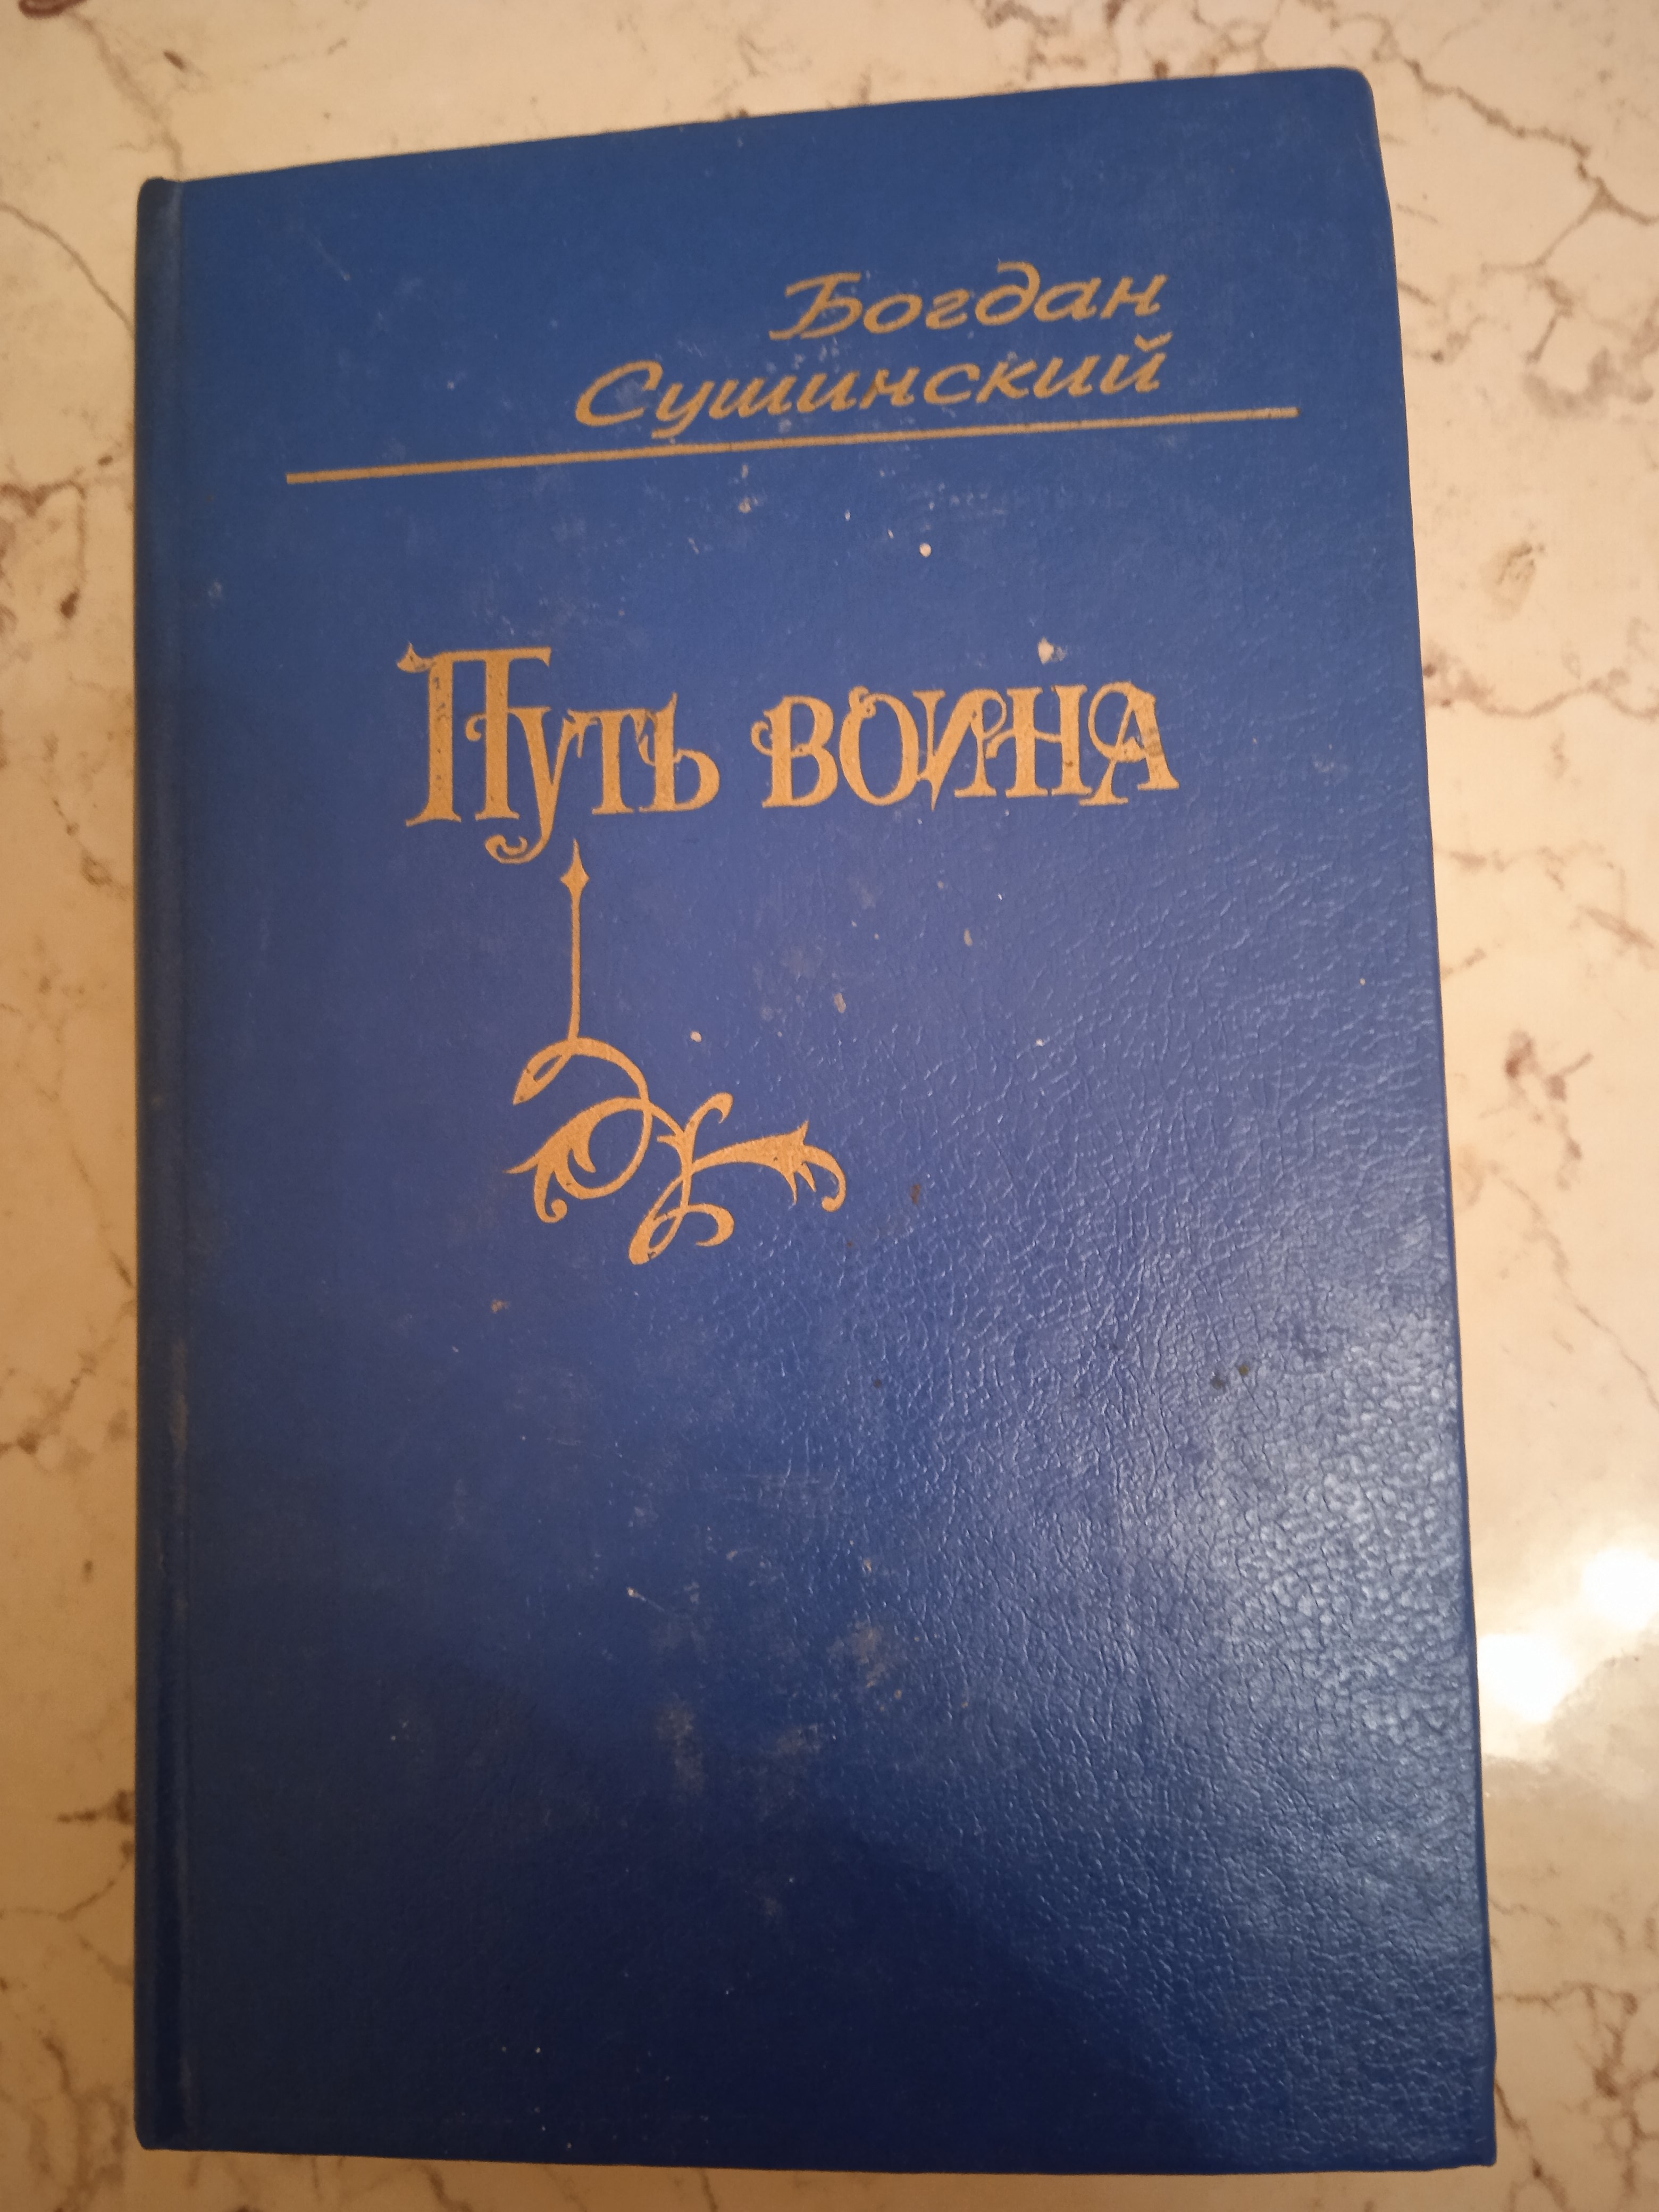 Богдан
Сушинский
Путь воина